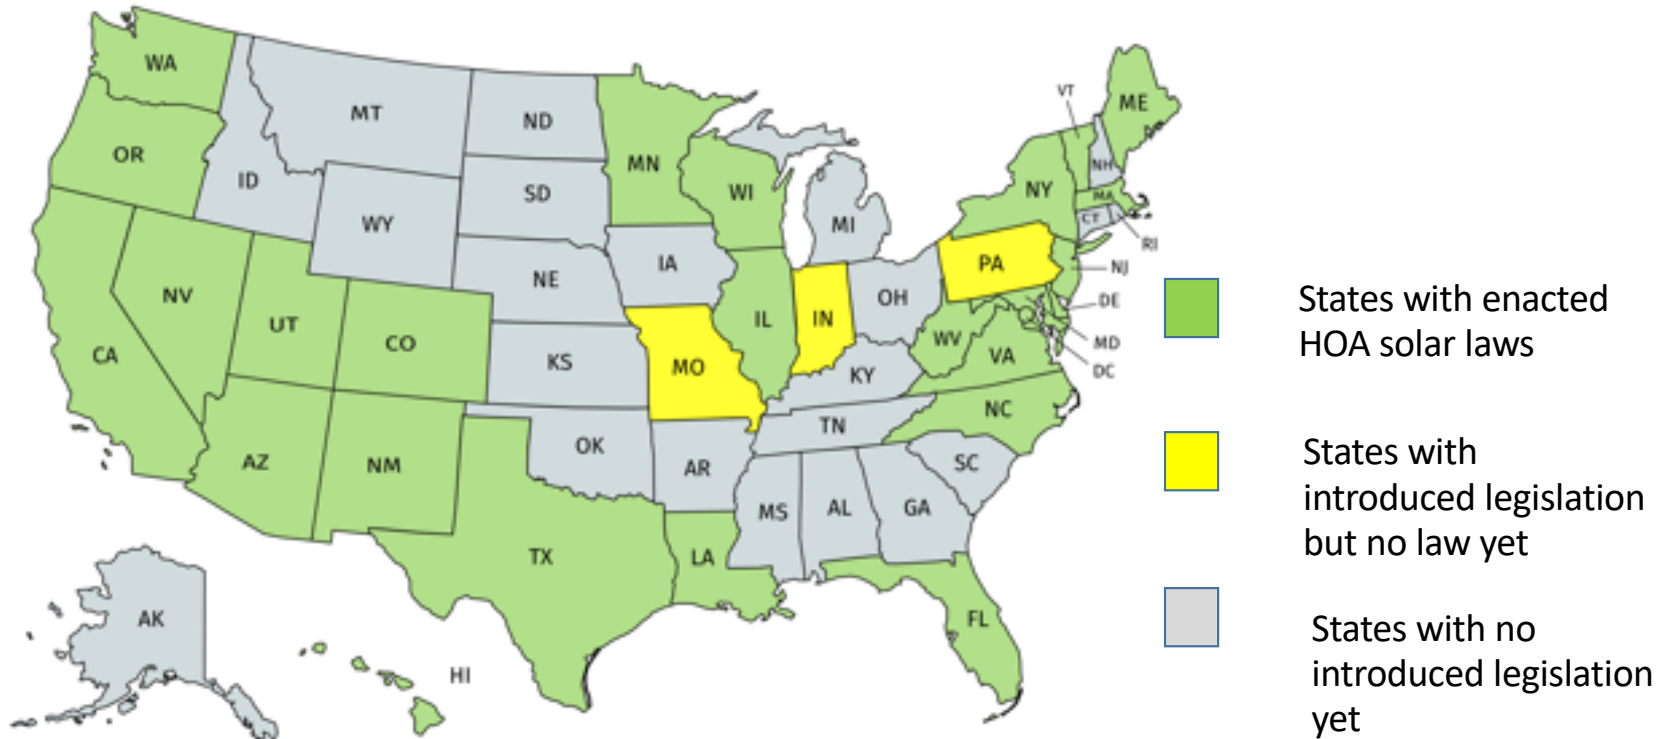 WA
MT
ND
MN
OR
ID
SD
WI
WY
MI
VT
ME
NH
NY
MA
CT
RI
IA
NE
PA
NJ
NV
UT
CO
CA
KS
MO
IL
IN
OH
DE
WV
VA
MD
DC
KY
NC
TN
AZ
NM
OK
AR
SC
MS
AL
GA
TX
LA
FL
AK
HI
States with enacted
HOA solar laws
States with
introduced legislation
but no law yet
States with no
introduced legislation
yet